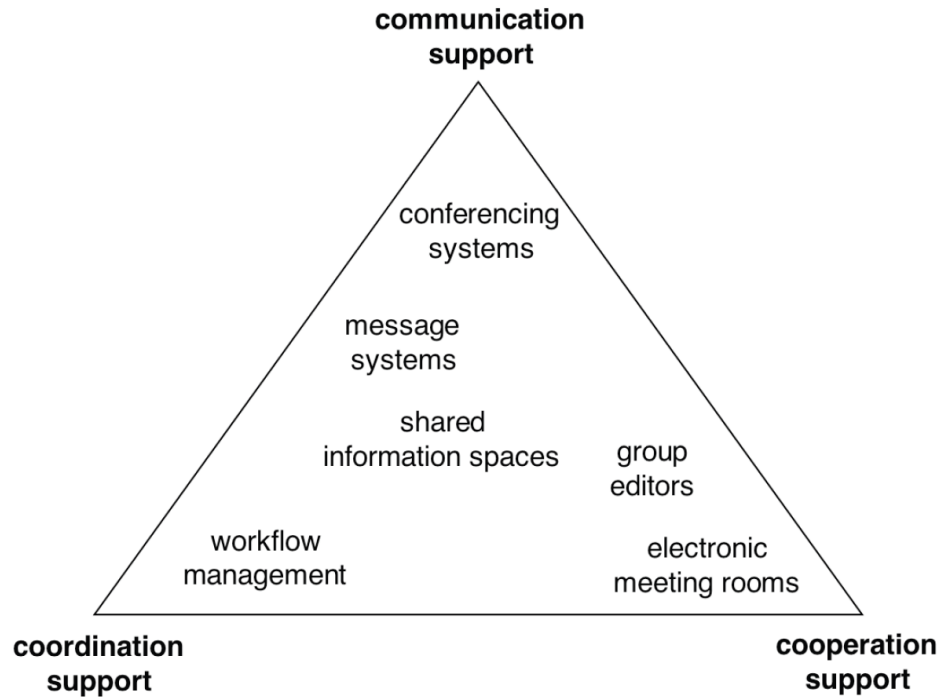 communication
support
conferencing
systems
message
systems
shared
information spaces
group
editors
workflow
management
electronic
meeting rooms
coordination
support
cooperation
support